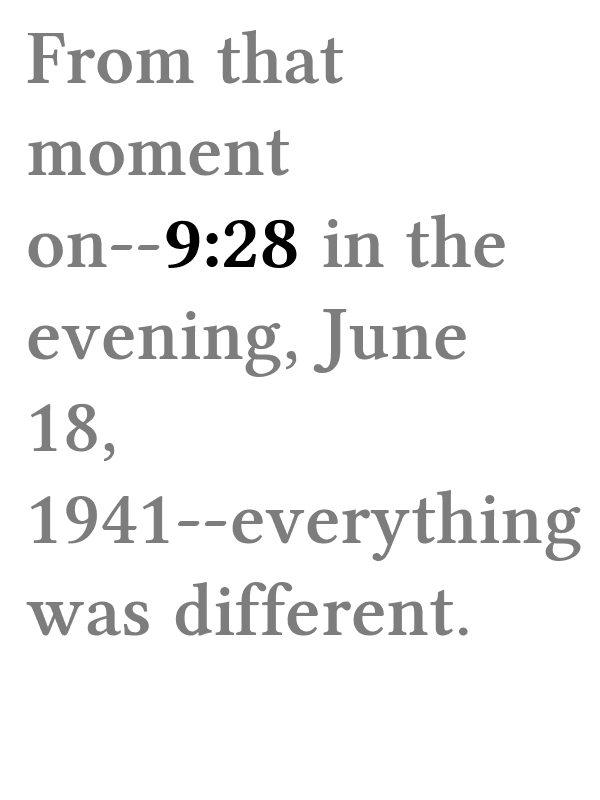 From that
moment
on--9:28 in the
evening, June
18,
1941--everything
was different.